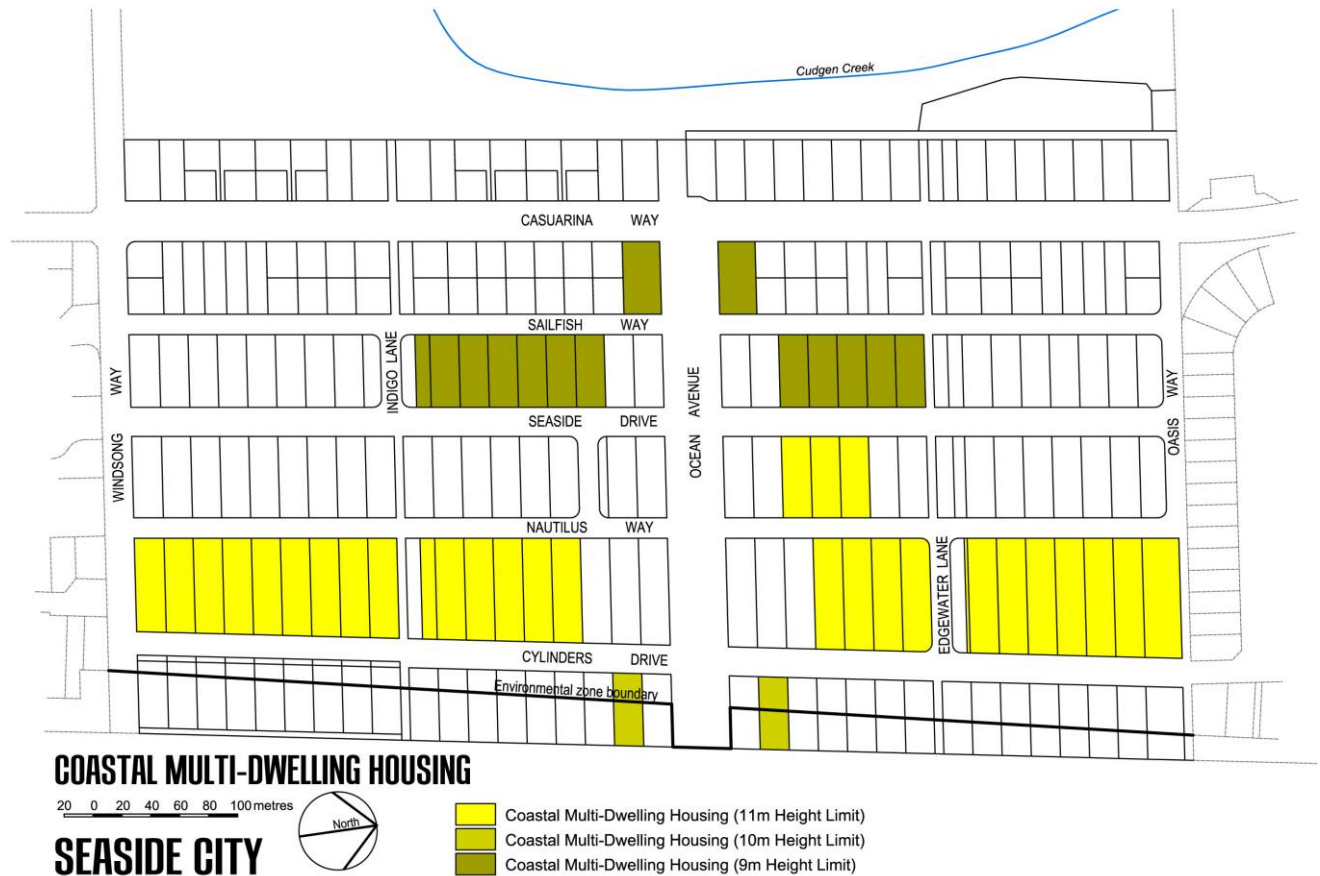 Cudgen Creek
CASUARINA WAY
SAILFISH WAY
INDIGO LANE
WINDSONG WAY
SEASIDE DRIVE
OCEAN AVENUE
OASIS WAY
NAUTILUS WAY
EDGEWATER LANE
CYLINDERS DRIVE
Environmental zone boundary
COASTAL MULTI-DWELLING HOUSING
20 0 20 40 60 80 100 metres
North
SEASIDE CITY
Coastal Multi-Dwelling Housing (11m Height Limit)
Coastal Multi-Dwelling Housing (10m Height Limit)
Coastal Multi-Dwelling Housing (9m Height Limit)